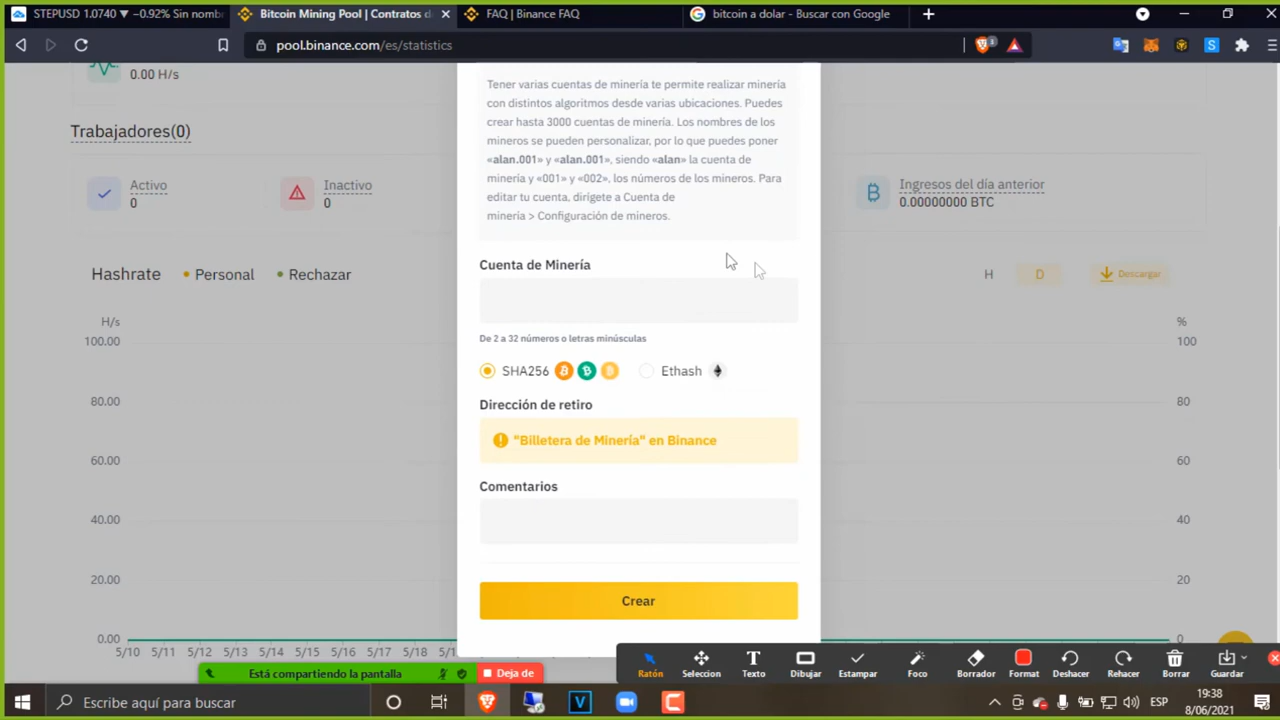 STEPUSD 1.0740 ▼ −0.92% Sin nombr
Bitcoin Mining Pool | Contratos d
FAQ | Binance FAQ
bitcoin a dolar - Buscar con Google
pool.binance.com/es/statistics
0.00 H/s
Trabajadores(0)
Activo
0
Inactivo
0
Ingresos del día anterior
0.00000000 BTC
Hashrate
Personal
Rechazar
H
D
Descargar
H/s
100.00
80.00
60.00
40.00
20.00
0.00
%
100
80
60
40
20
0
5/10 5/11 5/12 5/13 5/14 5/15 5/16 5/17 5/18
Tener varias cuentas de minería te permite realizar minería
con distintos algoritmos desde varias ubicaciones. Puedes
crear hasta 3000 cuentas de minería. Los nombres de los
mineros se pueden personalizar, por lo que puedes poner
«alan.001» y «alan.001», siendo «alan» la cuenta de
minería y «001» y «002», los números de los mineros. Para
editar tu cuenta, dirígete a Cuenta de
minería > Configuración de mineros.
Cuenta de Minería
De 2 a 32 números o letras minúsculas
SHA256
Ethash
Dirección de retiro
"Billetera de Minería" en Binance
Comentarios
Crear
Está compartiendo la pantalla
Deja de
Ratón
Seleccion
Texto
Dibujar
Estampar
Foco
Borrador
Format
Deshacer
Rehacer
Borrar
Guardar
Escribe aquí para buscar
ESP
19:38
8/06/2021